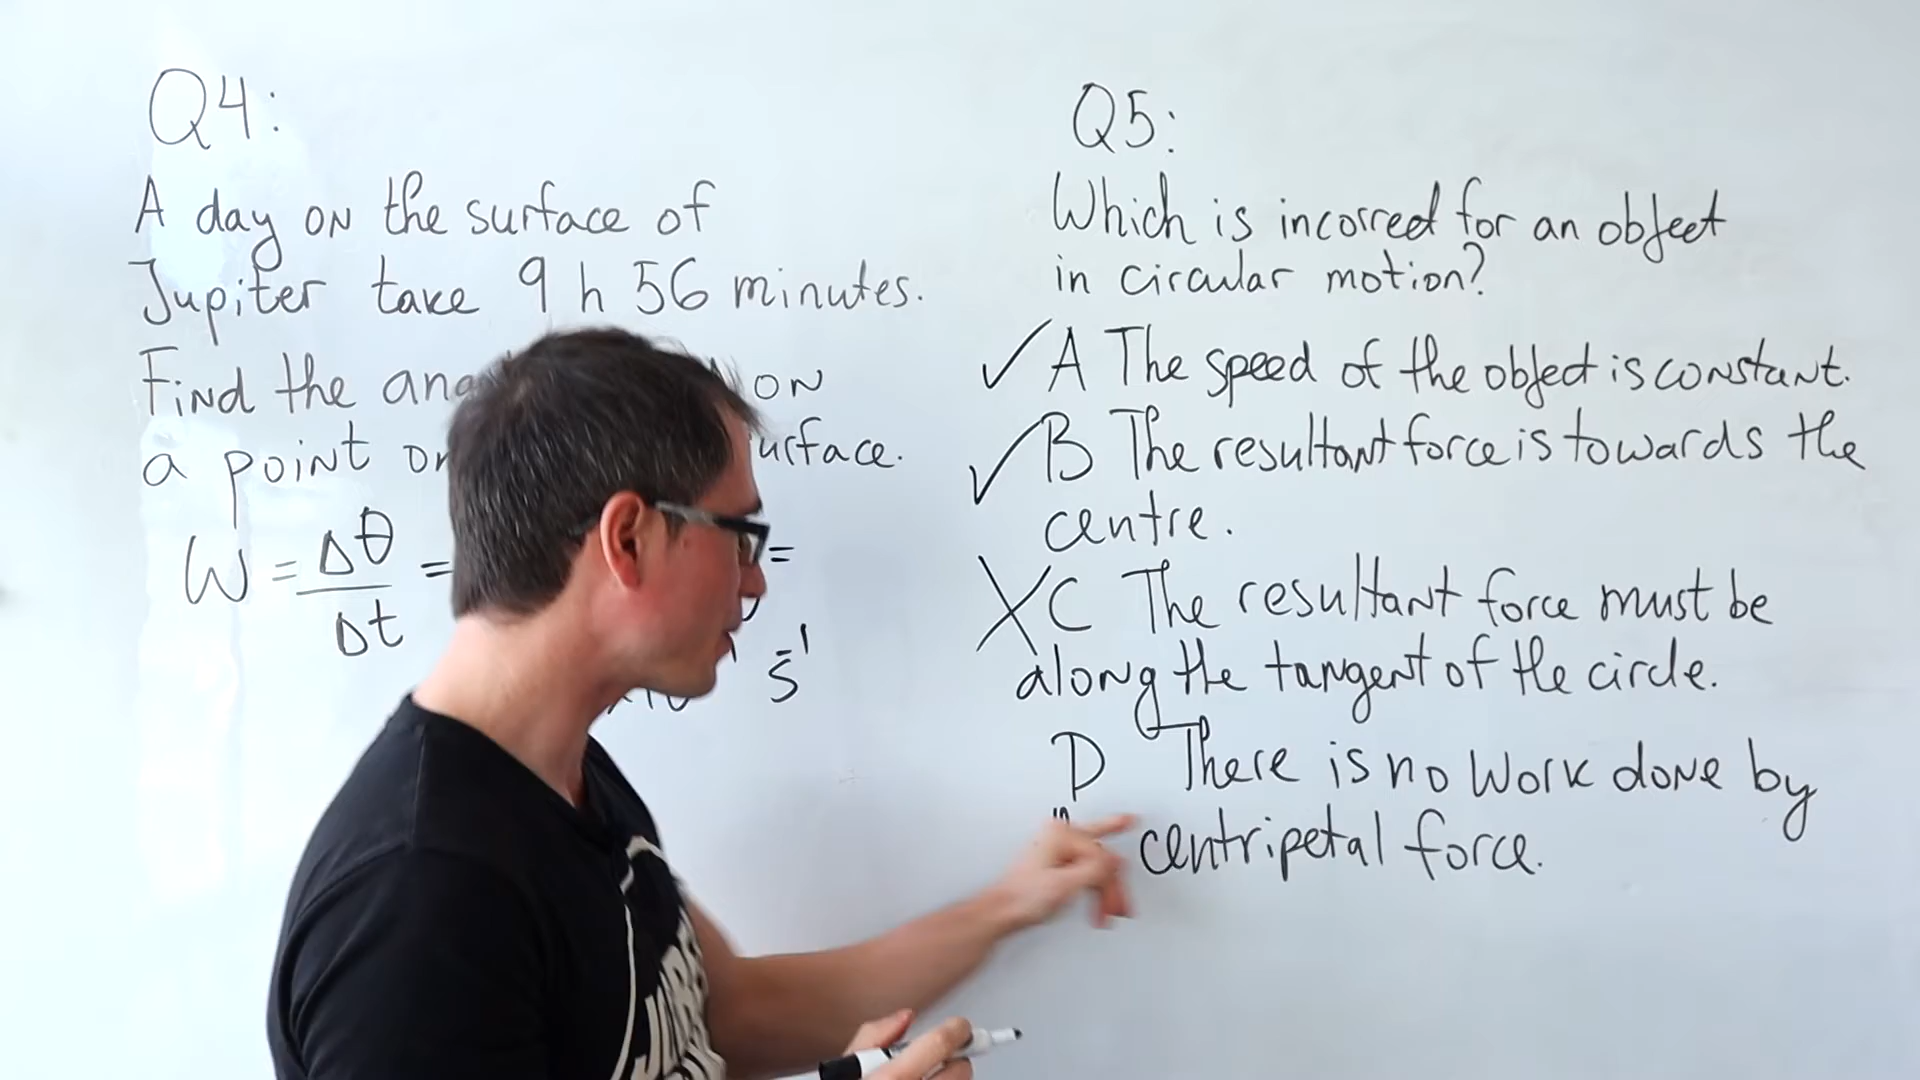 Q4:
A day on the surface of
Jupiter take 9 h 56 minutes.
Find the on
a point surface.
W = Δθ =
Δt
=
s⁻¹
Q5:
Which is incorred for an object
in circular motion?
✓ A The speed of the object is constant.
✓ B The resultant force is towards the
centre.
X C The resultant force must be
along the tangent of the circle.
D There is no work done by
centripetal force.